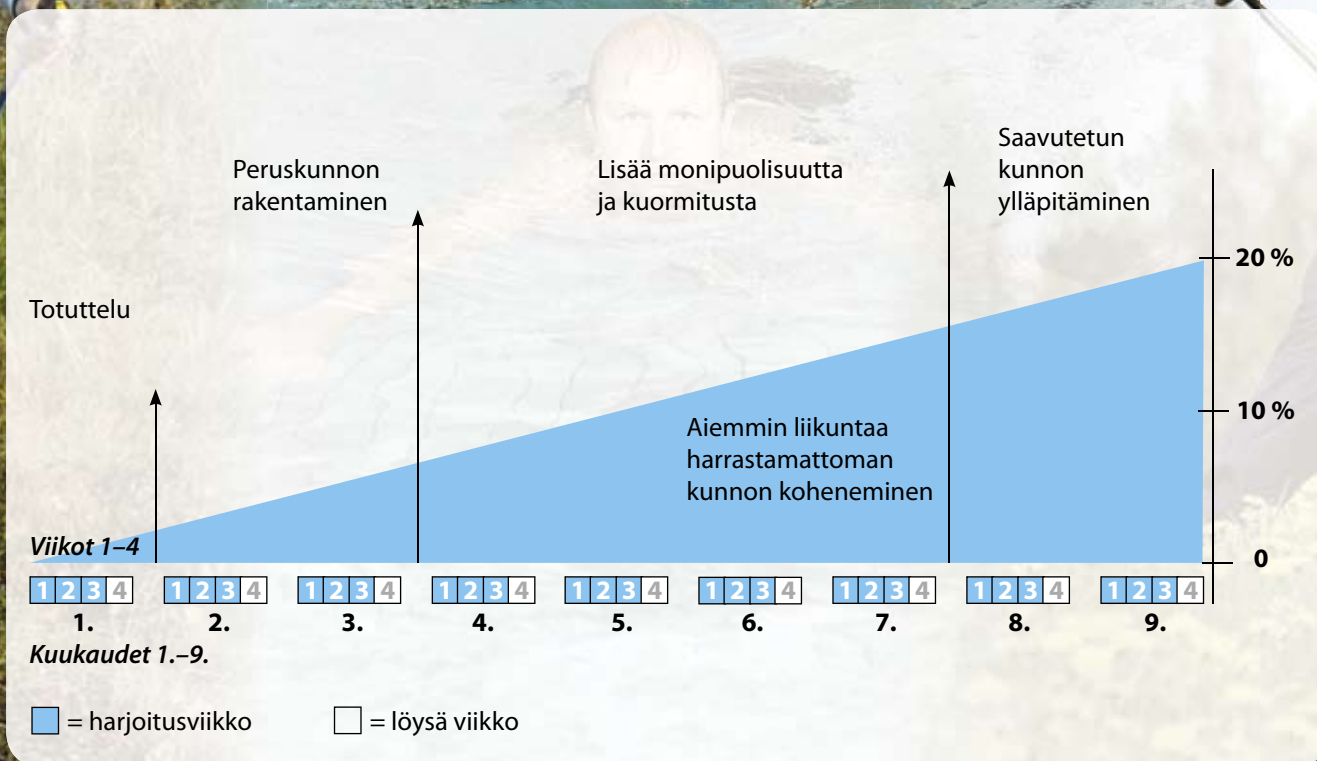 Totuttelu
Peruskunnon
rakentaminen
Lisää monipuolisuutta
ja kuormitusta
Saavutetun
kunnon
ylläpitäminen
20 %
10 %
0
Aiemmin liikuntaa
harrastamattoman
kunnon koheneminen
Viikot 1–4
1 2 3 4 1 2 3 4 1 2 3 4 1 2 3 4 1 2 3 4 1 2 3 4 1 2 3 4 1 2 3 4 1 2 3 4
1. 2. 3. 4. 5. 6. 7. 8. 9.
Kuukaudet 1.–9.
= harjoitusviikko = löysä viikko